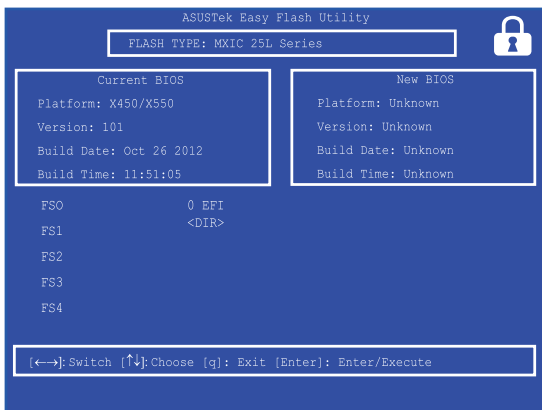 ASUSTek Easy Flash Utility
FLASH TYPE: MXIC 25L Series
Current BIOS
Platform: X450/X550
Version: 101
Build Date: Oct 26 2012
Build Time: 11:51:05
New BIOS
Platform: Unknown
Version: Unknown
Build Date: Unknown
Build Time: Unknown
FSO
FS1
FS2
FS3
FS4
0 EFI
<DIR>
[←→]: Switch [↑↓]: Choose [q]: Exit [Enter]: Enter/Execute